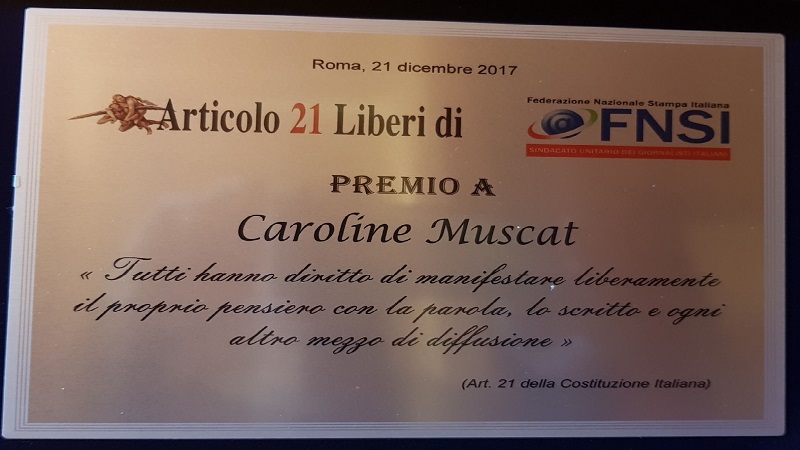 Roma, 21 dicembre 2017
Articolo 21 Liberi di
Federazione Nazionale Stampa Italiana
FNSI
SINDACATO UNITARIO DEI GIORNALISTI ITALIANI
PREMIO A
Caroline Muscat
« Tutti hanno diritto di manifestare liberamente
il proprio pensiero con la parola, lo scritto e ogni
altro mezzo di diffusione »
(Art. 21 della Costituzione Italiana)